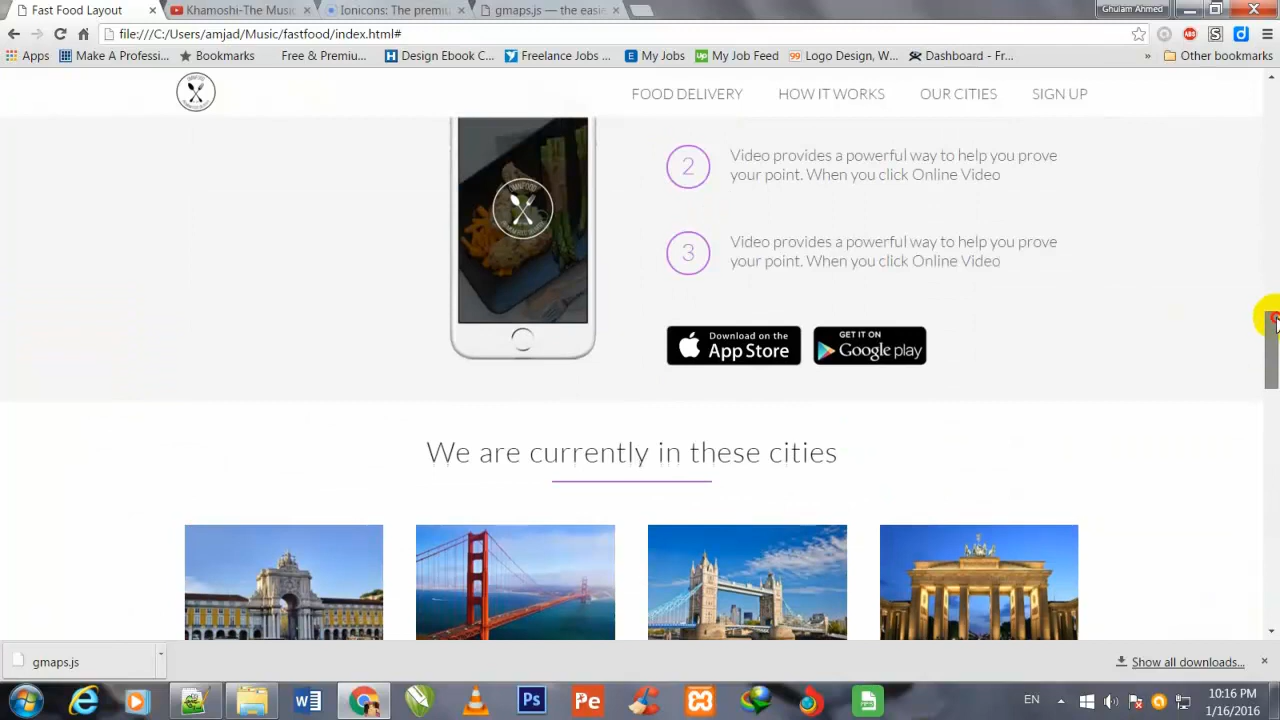 Fast Food Layout
Khamoshi-The Music
Ionicons: The premiu
gmaps.js — the easie
Ghulam Ahmed
file:///C:/Users/amjad/Music/fastfood/index.html#
Apps
Make A Professi...
Bookmarks
Free & Premiu...
Design Ebook C...
Freelance Jobs ...
My Jobs
My Job Feed
Logo Design, W...
Dashboard - Fr...
Other bookmarks
FOOD DELIVERY
HOW IT WORKS
OUR CITIES
SIGN UP
OMNIFOOD
2
Video provides a powerful way to help you prove
your point. When you click Online Video
3
Video provides a powerful way to help you prove
your point. When you click Online Video
Download on the
App Store
GET IT ON
Google play
We are currently in these cities
gmaps.js
Show all downloads...
EN
10:16 PM
1/16/2016